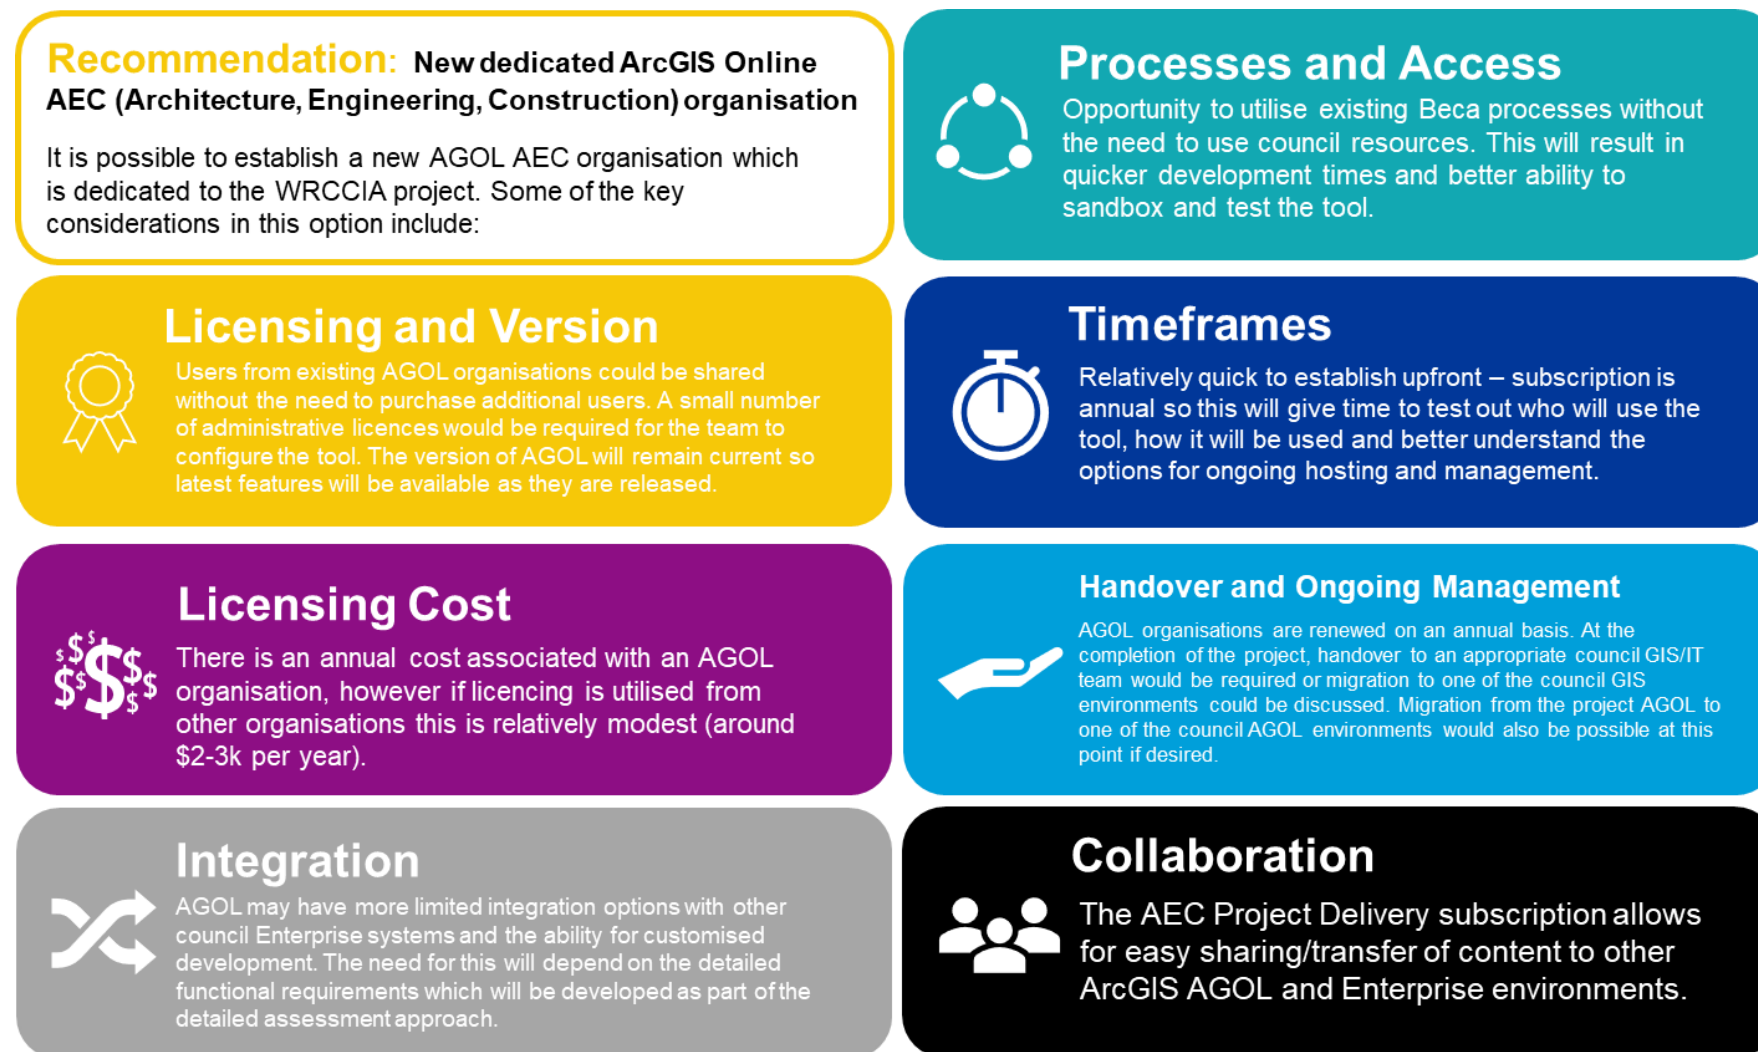 Recommendation: New dedicated ArcGIS Online
AEC (Architecture, Engineering, Construction) organisation
It is possible to establish a new AGOL AEC organisation which
is dedicated to the WRCCIA project. Some of the key
considerations in this option include:
Processes and Access
Opportunity to utilise existing Beca processes without
the need to use council resources. This will result in
quicker development times and better ability to
sandbox and test the tool.
Licensing and Version
Users from existing AGOL organisations could be shared
without the need to purchase additional users. A small number
of administrative licences would be required for the team to
configure the tool. The version of AGOL will remain current so
latest features will be available as they are released.
Timeframes
Relatively quick to establish upfront – subscription is
annual so this will give time to test out who will use the
tool, how it will be used and better understand the
options for ongoing hosting and management.
Licensing Cost
There is an annual cost associated with an AGOL
organisation, however if licencing is utilised from
other organisations this is relatively modest (around
$2-3k per year).
Handover and Ongoing Management
AGOL organisations are renewed on an annual basis. At the
completion of the project, handover to an appropriate council GIS/IT
team would be required or migration to one of the council GIS
environments could be discussed. Migration from the project AGOL to
one of the council AGOL environments would also be possible at this
point if desired.
Integration
AGOL may have more limited integration options with other
council Enterprise systems and the ability for customised
development. The need for this will depend on the detailed
functional requirements which will be developed as part of the
detailed assessment approach.
Collaboration
The AEC Project Delivery subscription allows
for easy sharing/transfer of content to other
ArcGIS AGOL and Enterprise environments.